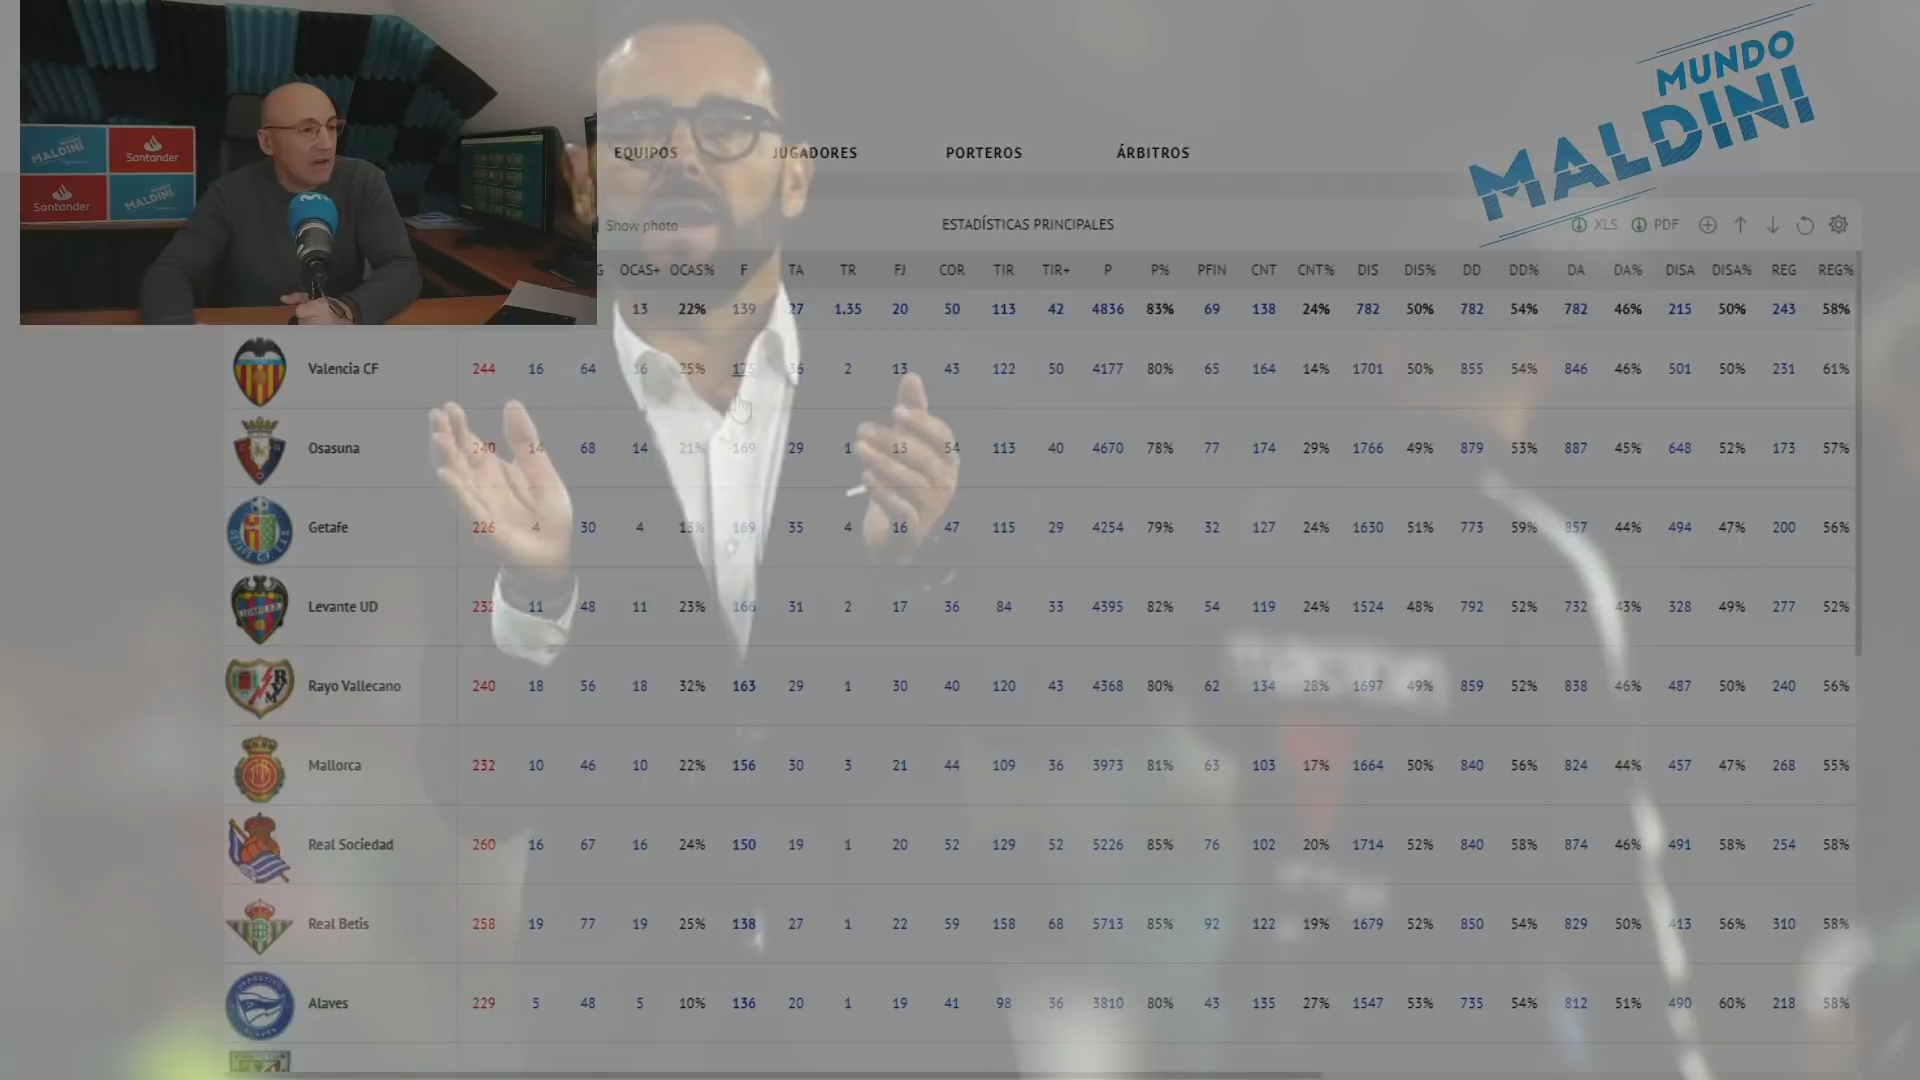 MUNDO
MALDINI
MALDINI
Santander
Santander
MALDINI
EQUIPOS JUGADORES PORTEROS ÁRBITROS
Show photo ESTADÍSTICAS PRINCIPALES XLS PDF
G OCAS+ OCAS% F TA TR FJ COR TIR TIR+ P P% PFIN CNT CNT% DIS DIS% DD DD% DA DA% DISA DISA% REG REG%
13 22% 139 27 1.35 20 50 113 42 4836 83% 69 138 24% 782 50% 782 54% 782 46% 215 50% 243 58%
Valencia CF 244 16 64 16 25% 175 36 2 13 43 122 50 4177 80% 65 164 14% 1701 50% 855 54% 846 46% 501 50% 231 61%
Osasuna 240 14 68 14 21% 169 29 1 13 54 113 40 4670 78% 77 174 29% 1766 49% 879 53% 887 45% 648 52% 173 57%
Getafe 226 4 30 4 13% 169 35 4 16 47 115 29 4254 79% 32 127 24% 1630 51% 773 59% 857 44% 494 47% 200 56%
Levante UD 232 11 48 11 23% 166 31 2 17 36 84 33 4395 82% 54 119 24% 1524 48% 792 52% 732 43% 328 49% 277 52%
Rayo Vallecano 240 18 56 18 32% 163 29 1 30 40 120 43 4368 80% 62 134 28% 1697 49% 859 52% 838 46% 487 50% 240 56%
Mallorca 232 10 46 10 22% 156 30 3 21 44 109 36 3973 81% 63 103 17% 1664 50% 840 56% 824 44% 457 47% 268 55%
Real Sociedad 260 16 67 16 24% 150 19 1 20 52 129 52 5226 85% 76 102 20% 1714 52% 840 58% 874 46% 491 58% 254 58%
Real Betis 258 19 77 19 25% 138 27 1 22 59 158 68 5713 85% 92 122 19% 1679 52% 850 54% 829 50% 413 56% 310 58%
Alaves 229 5 48 5 10% 136 20 1 19 41 98 36 3810 80% 43 135 27% 1547 53% 735 54% 812 51% 490 60% 218 58%